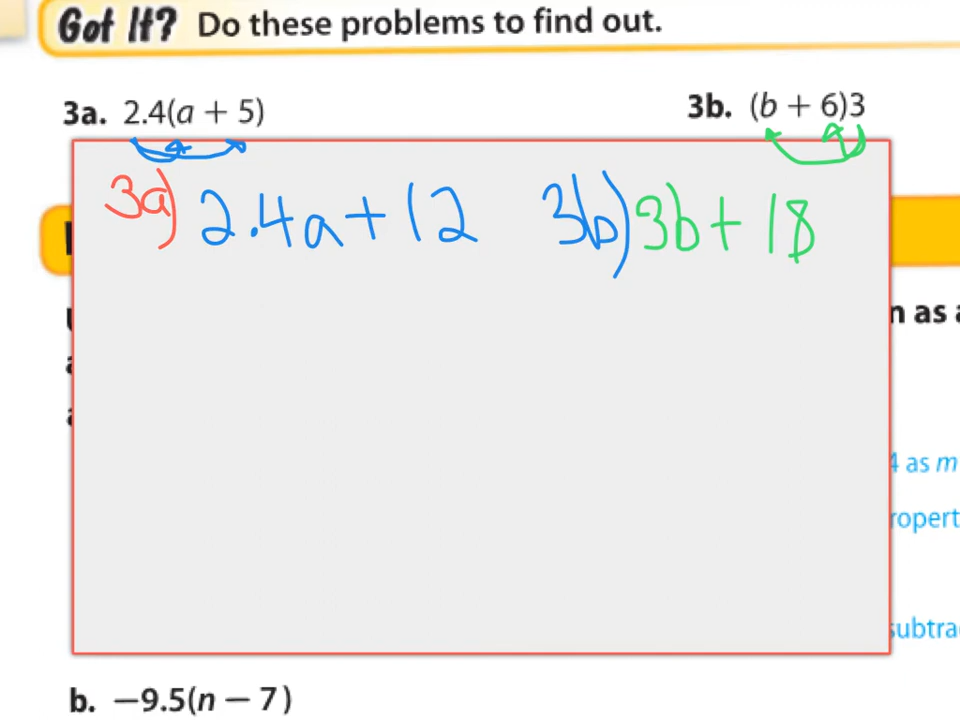 Got It? Do these problems to find out.
3a. 2.4(a + 5) 3b. (b + 6)3
3a) 2.4a + 12 3b) 3b + 18
n as a
4 as m
ropert
subtra
b. −9.5(n − 7)